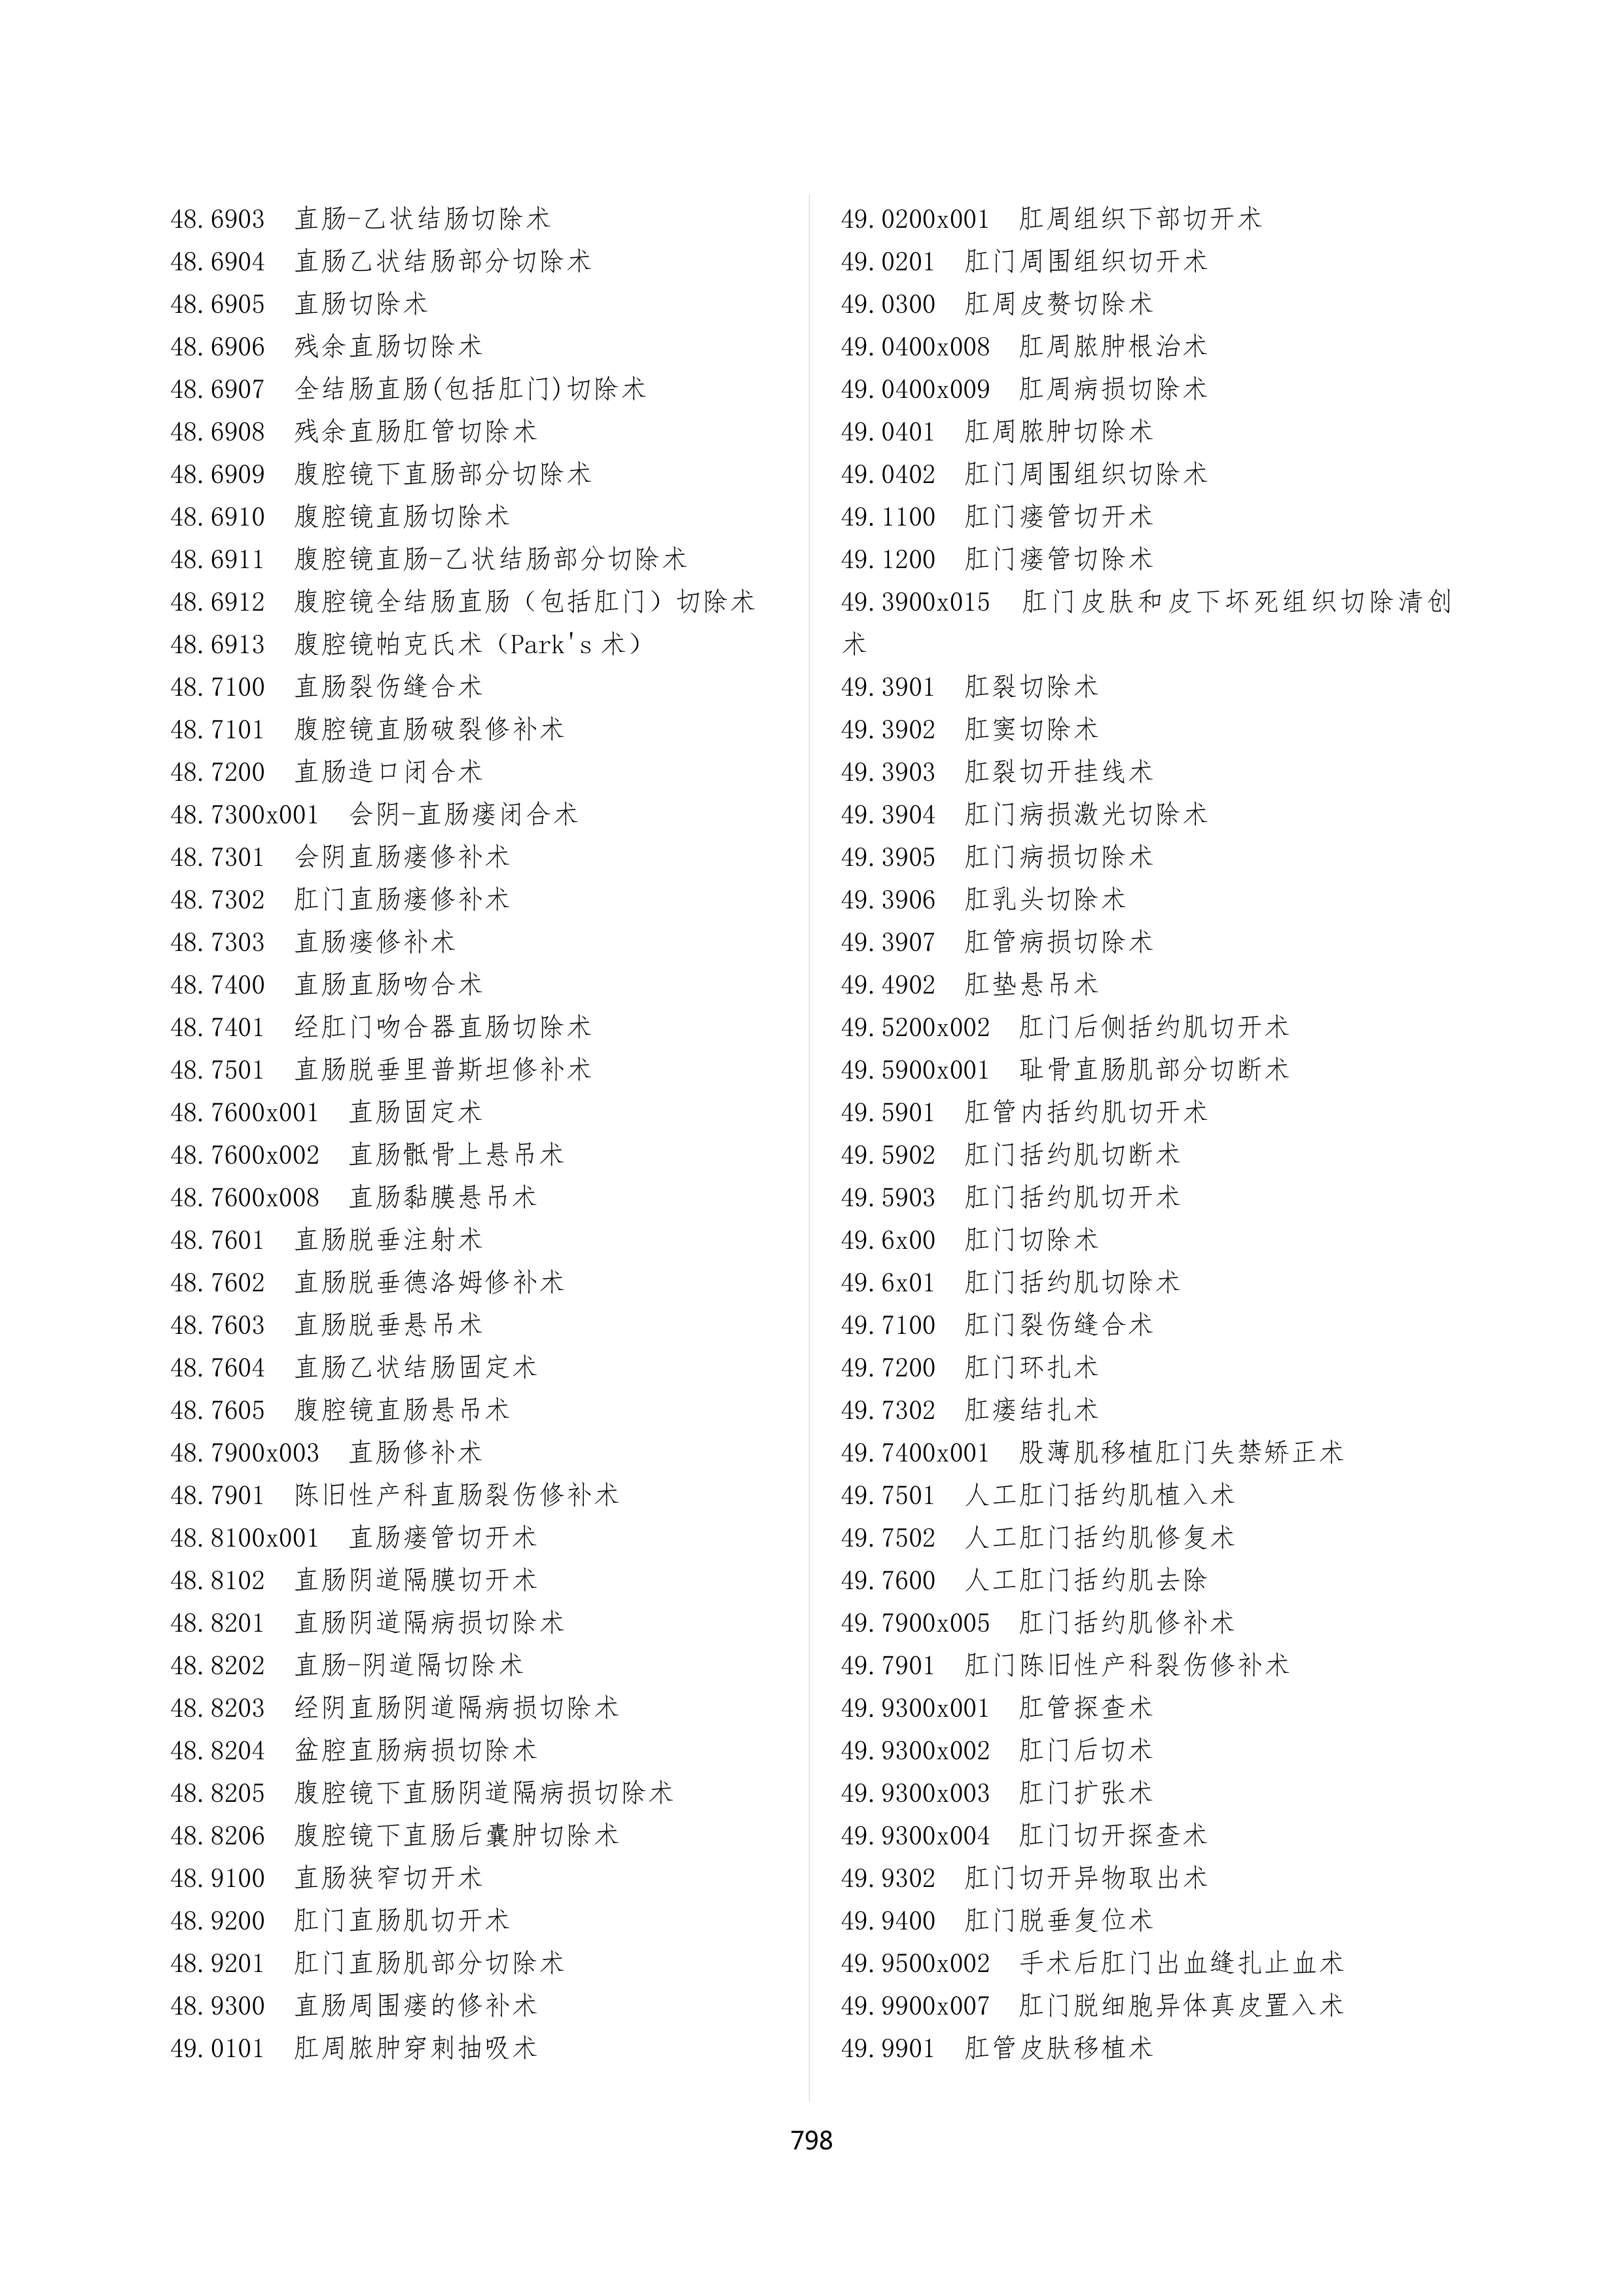 48.6903 直肠-乙状结肠切除术
48.6904 直肠乙状结肠部分切除术
48.6905 直肠切除术
48.6906 残余直肠切除术
48.6907 全结肠直肠(包括肛门)切除术
48.6908 残余直肠肛管切除术
48.6909 腹腔镜下直肠部分切除术
48.6910 腹腔镜直肠切除术
48.6911 腹腔镜直肠-乙状结肠部分切除术
48.6912 腹腔镜全结肠直肠（包括肛门）切除术
48.6913 腹腔镜帕克氏术（Park's 术）
48.7100 直肠裂伤缝合术
48.7101 腹腔镜直肠破裂修补术
48.7200 直肠造口闭合术
48.7300x001 会阴-直肠瘘闭合术
48.7301 会阴直肠瘘修补术
48.7302 肛门直肠瘘修补术
48.7303 直肠瘘修补术
48.7400 直肠直肠吻合术
48.7401 经肛门吻合器直肠切除术
48.7501 直肠脱垂里普斯坦修补术
48.7600x001 直肠固定术
48.7600x002 直肠骶骨上悬吊术
48.7600x008 直肠黏膜悬吊术
48.7601 直肠脱垂注射术
48.7602 直肠脱垂德洛姆修补术
48.7603 直肠脱垂悬吊术
48.7604 直肠乙状结肠固定术
48.7605 腹腔镜直肠悬吊术
48.7900x003 直肠修补术
48.7901 陈旧性产科直肠裂伤修补术
48.8100x001 直肠瘘管切开术
48.8102 直肠阴道隔膜切开术
48.8201 直肠阴道隔病损切除术
48.8202 直肠-阴道隔切除术
48.8203 经阴直肠阴道隔病损切除术
48.8204 盆腔直肠病损切除术
48.8205 腹腔镜下直肠阴道隔病损切除术
48.8206 腹腔镜下直肠后囊肿切除术
48.9100 直肠狭窄切开术
48.9200 肛门直肠肌切开术
48.9201 肛门直肠肌部分切除术
48.9300 直肠周围瘘的修补术
49.0101 肛周脓肿穿刺抽吸术
49.0200x001 肛周组织下部切开术
49.0201 肛门周围组织切开术
49.0300 肛周皮赘切除术
49.0400x008 肛周脓肿根治术
49.0400x009 肛周病损切除术
49.0401 肛周脓肿切除术
49.0402 肛门周围组织切除术
49.1100 肛门瘘管切开术
49.1200 肛门瘘管切除术
49.3900x015 肛门皮肤和皮下坏死组织切除清创
术
49.3901 肛裂切除术
49.3902 肛窦切除术
49.3903 肛裂切开挂线术
49.3904 肛门病损激光切除术
49.3905 肛门病损切除术
49.3906 肛乳头切除术
49.3907 肛管病损切除术
49.4902 肛垫悬吊术
49.5200x002 肛门后侧括约肌切开术
49.5900x001 耻骨直肠肌部分切断术
49.5901 肛管内括约肌切开术
49.5902 肛门括约肌切断术
49.5903 肛门括约肌切开术
49.6x00 肛门切除术
49.6x01 肛门括约肌切除术
49.7100 肛门裂伤缝合术
49.7200 肛门环扎术
49.7302 肛瘘结扎术
49.7400x001 股薄肌移植肛门失禁矫正术
49.7501 人工肛门括约肌植入术
49.7502 人工肛门括约肌修复术
49.7600 人工肛门括约肌去除
49.7900x005 肛门括约肌修补术
49.7901 肛门陈旧性产科裂伤修补术
49.9300x001 肛管探查术
49.9300x002 肛门后切术
49.9300x003 肛门扩张术
49.9300x004 肛门切开探查术
49.9302 肛门切开异物取出术
49.9400 肛门脱垂复位术
49.9500x002 手术后肛门出血缝扎止血术
49.9900x007 肛门脱细胞异体真皮置入术
49.9901 肛管皮肤移植术
798